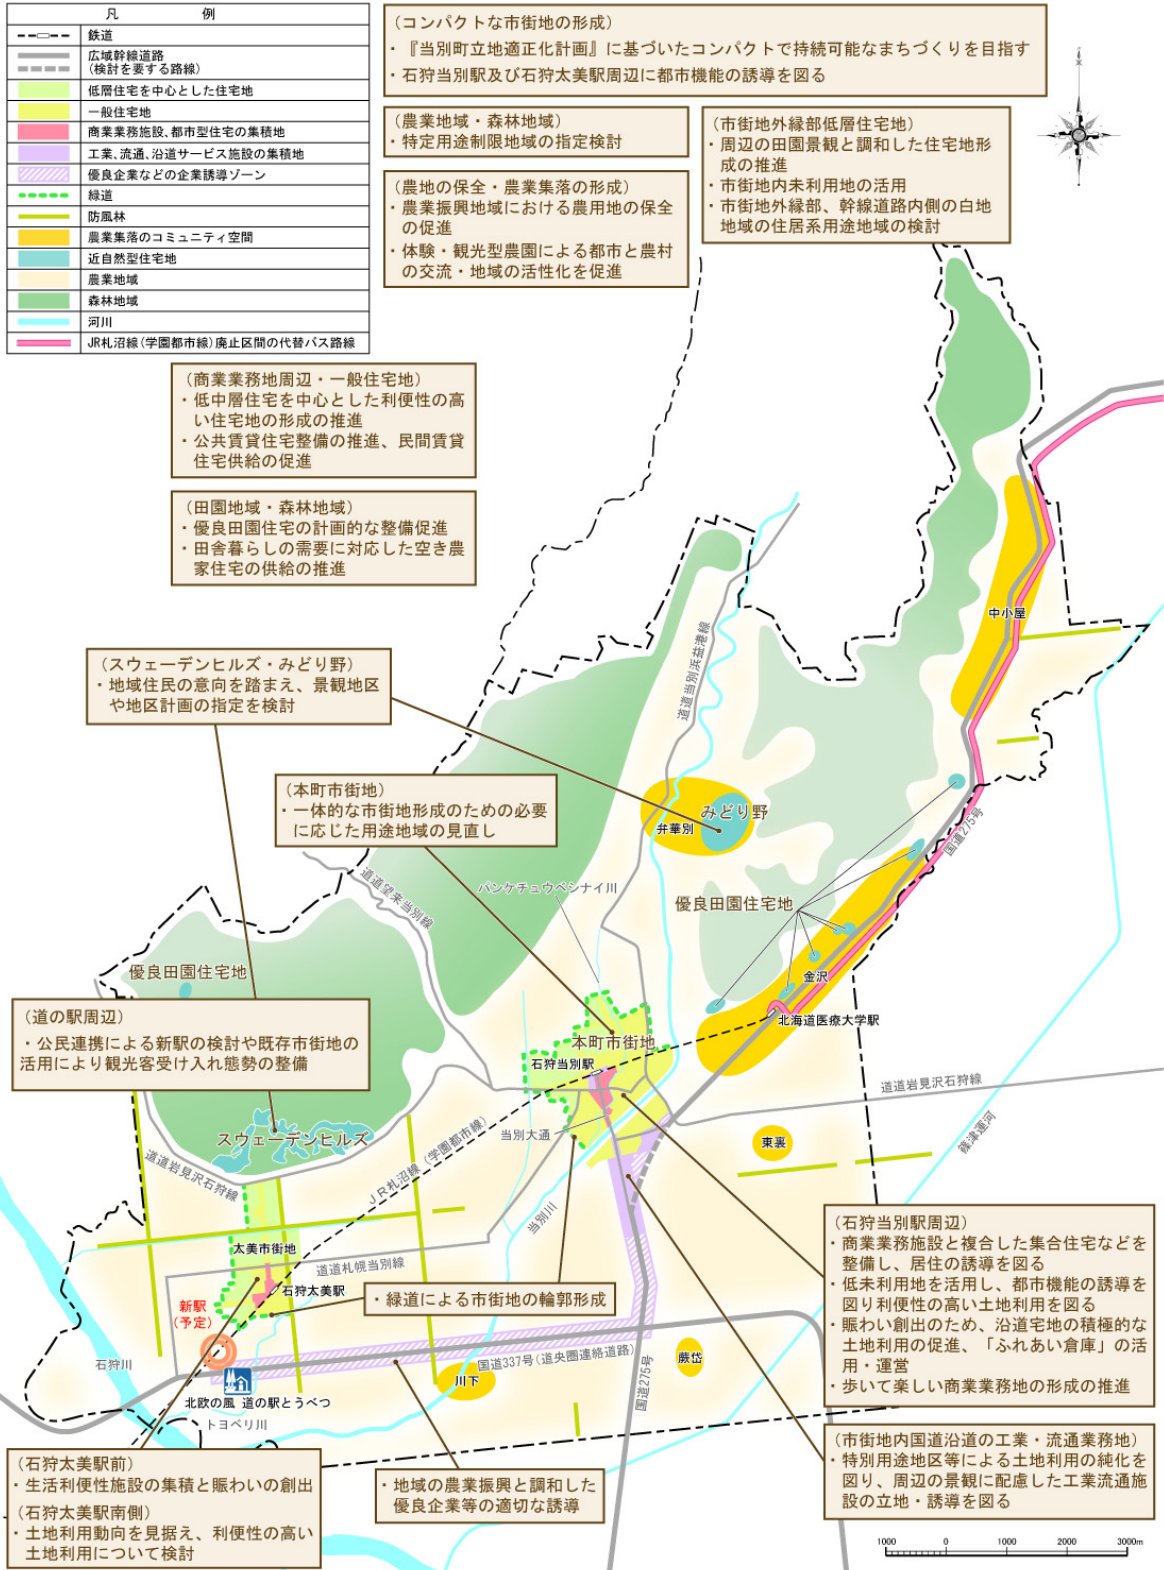 凡　例
鉄道
広域幹線道路
(検討を要する路線)
低層住宅を中心とした住宅地
一般住宅地
商業業務施設、都市型住宅の集積地
工業、流通、沿道サービス施設の集積地
優良企業などの企業誘導ゾーン
緑道
防風林
農業集落のコミュニティ空間
近自然型住宅地
農業地域
森林地域
河川
JR札沼線(学園都市線)廃止区間の代替バス路線
(コンパクトな市街地の形成)
・『当別町立地適正化計画』に基づいたコンパクトで持続可能なまちづくりを目指す
・石狩当別駅及び石狩太美駅周辺に都市機能の誘導を図る
(農業地域・森林地域)
・特定用途制限地域の指定検討
(農地の保全・農業集落の形成)
・農業振興地域における農用地の保全
の促進
・体験・観光型農園による都市と農村
の交流・地域の活性化を促進
(市街地外縁部低層住宅地)
・周辺の田園景観と調和した住宅地形
成の推進
・市街地内未利用地の活用
・市街地外縁部、幹線道路内側の白地
地域の住居系用途地域の検討
(商業業務地周辺・一般住宅地)
・低中層住宅を中心とした利便性の高
い住宅地の形成の推進
・公共賃貸住宅整備の推進、民間賃貸
住宅供給の促進
(田園地域・森林地域)
・優良田園住宅の計画的な整備促進
・田舎暮らしの需要に対応した空き農
家住宅の供給の推進
中小屋
道道当別浜益港線
(スウェーデンヒルズ・みどり野)
・地域住民の意向を踏まえ、景観地区
や地区計画の指定を検討
(本町市街地)
・一体的な市街地形成のための必要
に応じた用途地域の見直し
みどり野
弁華別
国道275号
道道望来当別線
パンケチュウベシナイ川
優良田園住宅地
優良田園住宅地
金沢
北海道医療大学駅
(道の駅周辺)
・公民連携による新駅の検討や既存市街地の
活用により観光客受け入れ態勢の整備
本町市街地
石狩当別駅
道道岩見沢石狩線
当別大通
東裏
篠津運河
スウェーデンヒルズ
道道岩見沢石狩線
JR札沼線(学園都市線)
当別川
太美市街地
道道札幌当別線
石狩太美駅
新駅
(予定)
・緑道による市街地の輪郭形成
石狩川
国道337号(道央圏連絡道路)
川下
蕨岱
国道275号
北欧の風 道の駅とうべつ
トヨベリ川
(石狩当別駅周辺)
・商業業務施設と複合した集合住宅などを
整備し、居住の誘導を図る
・低未利用地を活用し、都市機能の誘導を
図り利便性の高い土地利用を図る
・賑わい創出のため、沿道宅地の積極的な
土地利用の促進、「ふれあい倉庫」の活
用・運営
・歩いて楽しい商業業務地の形成の推進
(石狩太美駅前)
・生活利便性施設の集積と賑わいの創出
(石狩太美駅南側)
・土地利用動向を見据え、利便性の高い
土地利用について検討
・地域の農業振興と調和した
優良企業等の適切な誘導
(市街地内国道沿道の工業・流通業務地)
・特別用途地区等による土地利用の純化を
図り、周辺の景観に配慮した工業流通施
設の立地・誘導を図る
1000 0 1000 2000 3000m